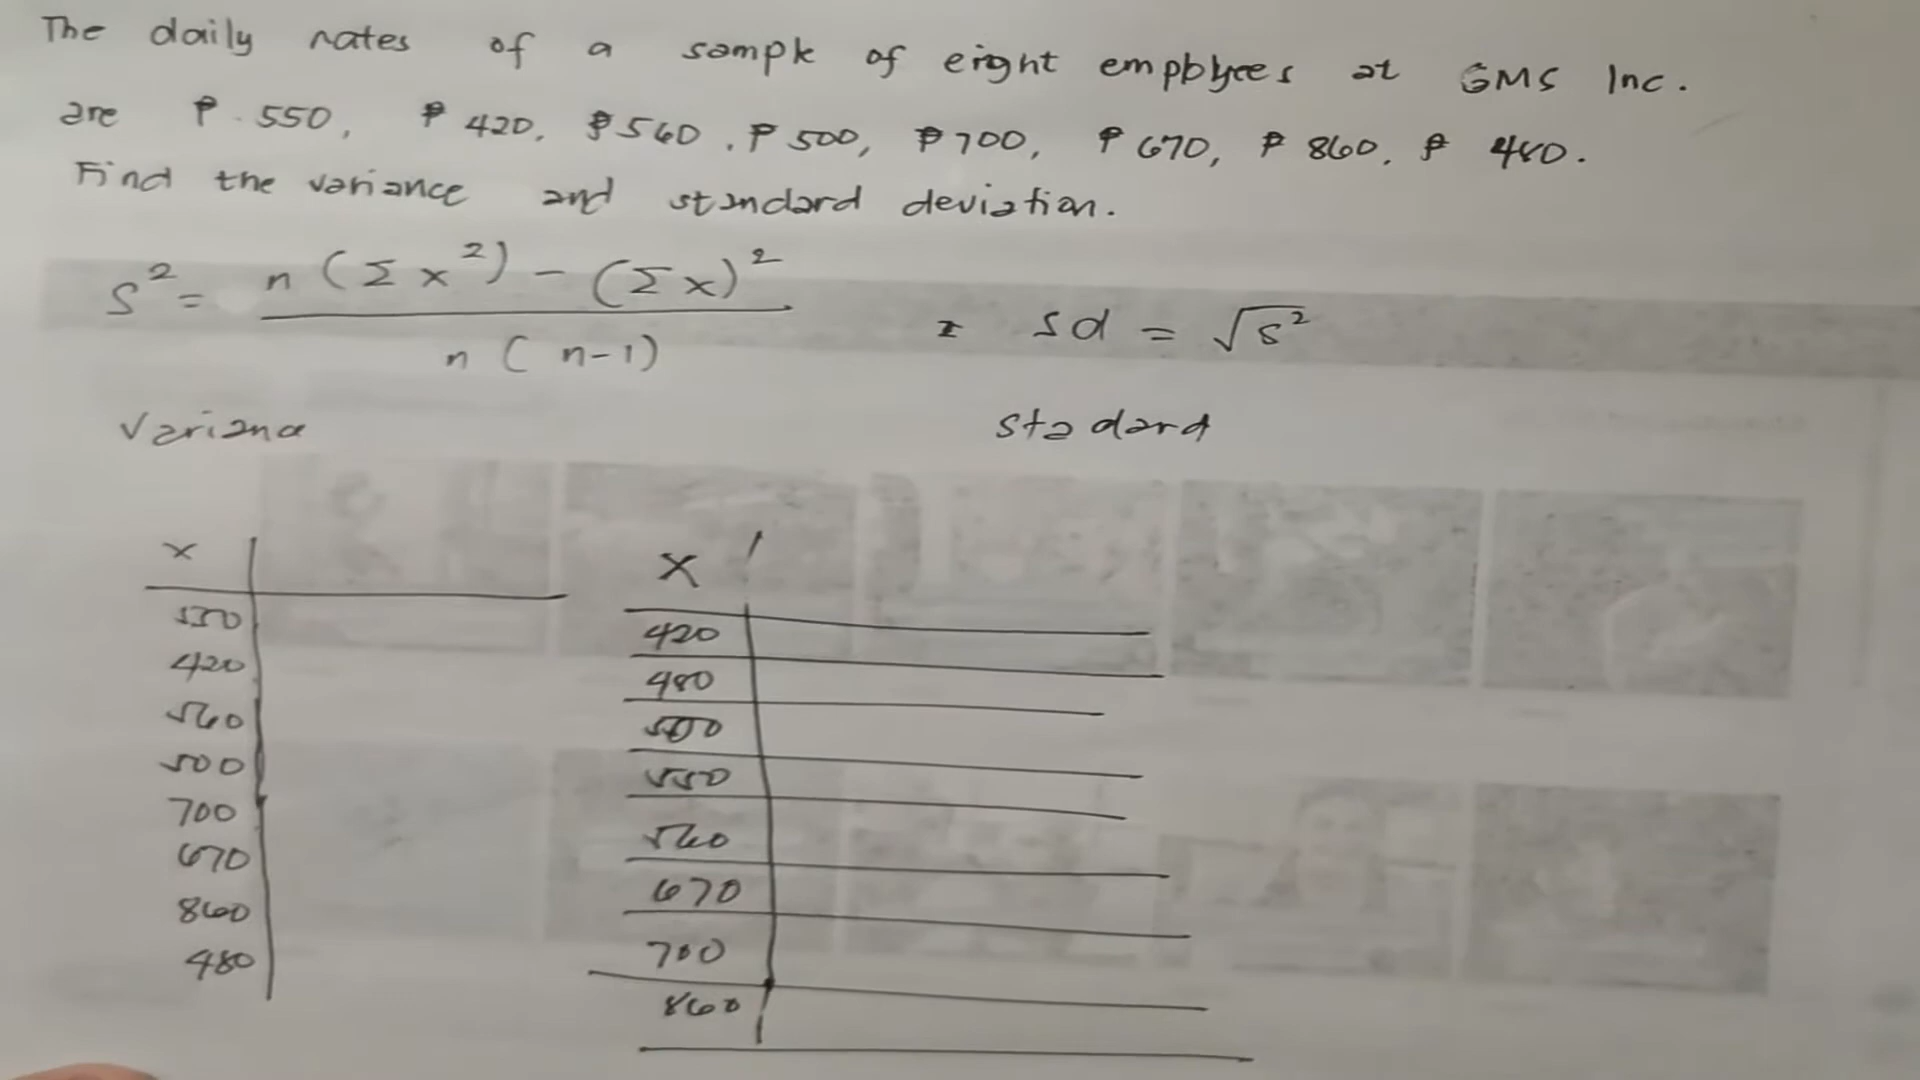 The daily rates of a sample of eight employees at GMS Inc.
are ₱ 550, ₱ 420, ₱ 560, ₱ 500, ₱ 700, ₱ 670, ₱ 860, ₱ 480.
Find the variance and standard deviation.
s² = n (Σx²) - (Σx)² / n (n-1)
sd = √s²
Variance
stadard
x
550
420
560
500
700
670
860
480
x
420
480
500
550
560
670
700
860